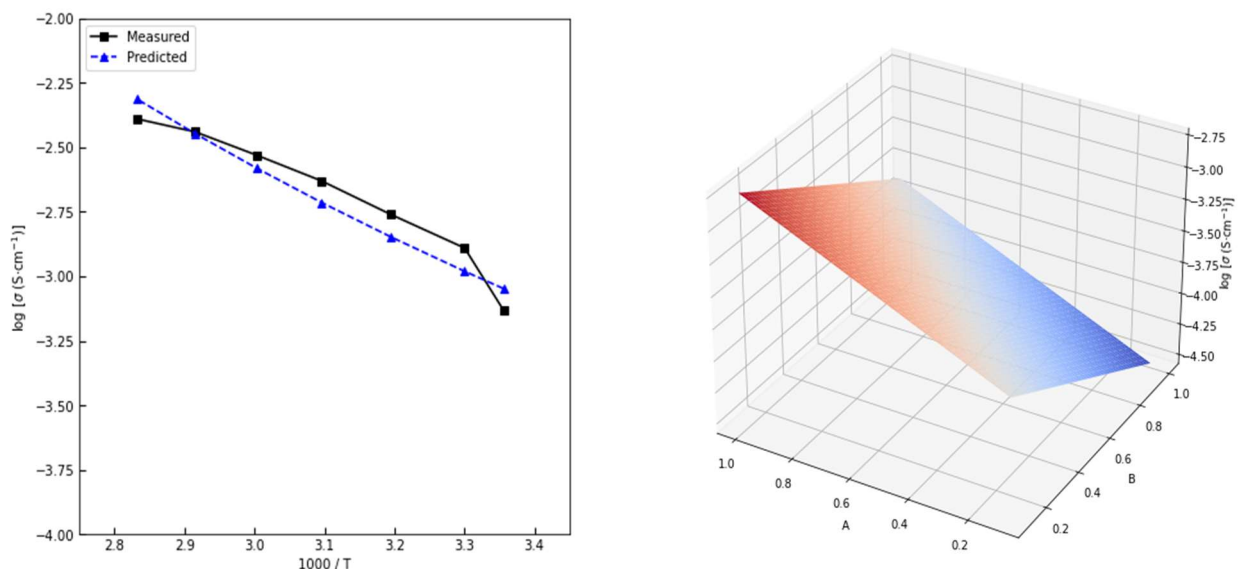 −2.00
Measured
Predicted
−2.25
−2.50
−2.75
−3.00
−3.25
−3.50
−3.75
−4.00
log [σ (S·cm⁻¹)]
2.8 2.9 3.0 3.1 3.2 3.3 3.4
1000 / T
−2.75
−3.00
−3.25
−3.50
−3.75
−4.00
−4.25
−4.50
log [σ (S·cm⁻¹)]
1.0 0.8 0.6 0.4 0.2
A
1.0
0.8
0.6
0.4
0.2
B